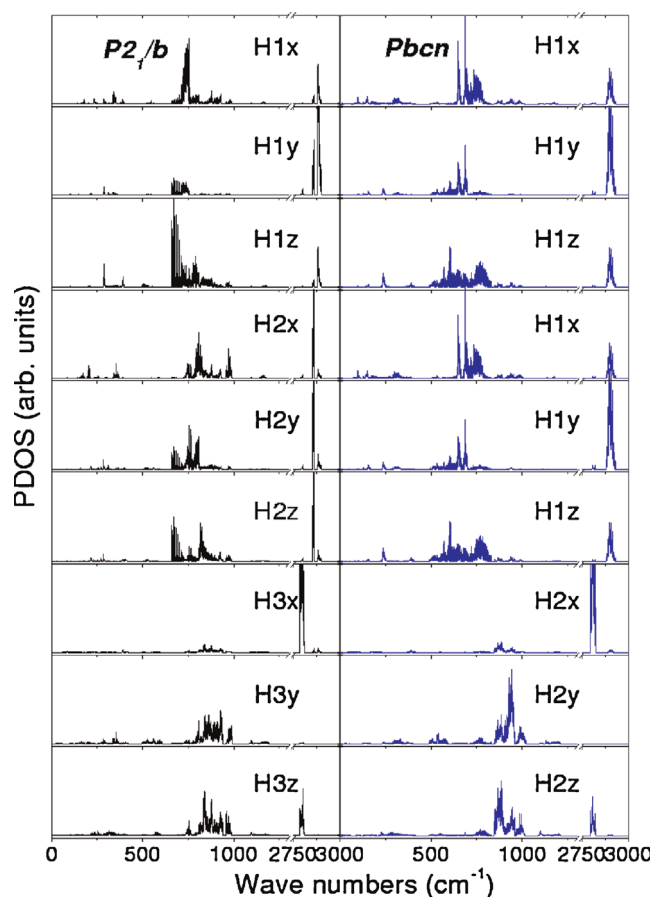 P2₁/b H1x Pbcn H1x
H1y H1y
H1z H1z
H2x H1x
H2y H1y
H2z H1z
H3x H2x
H3y H2y
H3z H2z
PDOS (arb. units)
0 500 1000 2750 3000 500 1000 2750 3000
Wave numbers (cm⁻¹)